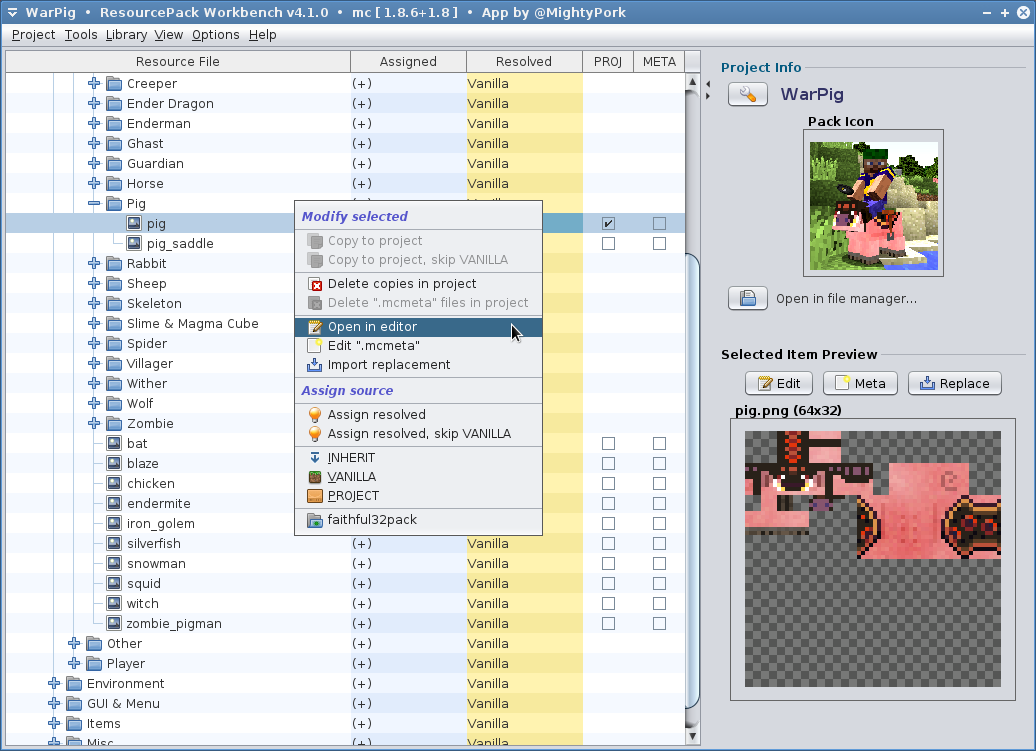 WarPig • ResourcePack Workbench v4.1.0 • mc [ 1.8.6+1.8 ] • App by @MightyPork
Project Tools Library View Options Help
Resource File Assigned Resolved PROJ META
Creeper (+) Vanilla
Ender Dragon (+) Vanilla
Enderman (+) Vanilla
Ghast (+) Vanilla
Guardian (+) Vanilla
Horse (+) Vanilla
Pig
pig
pig_saddle
Rabbit
Sheep
Skeleton
Slime & Magma Cube
Spider
Villager
Wither
Wolf
Zombie
bat
blaze
chicken
endermite
iron_golem
silverfish (+) Vanilla
snowman (+) Vanilla
squid (+) Vanilla
witch (+) Vanilla
zombie_pigman (+) Vanilla
Other (+) Vanilla
Player (+) Vanilla
Environment (+) Vanilla
GUI & Menu (+) Vanilla
Items (+) Vanilla
Misc (+) Vanilla
Modify selected
Copy to project
Copy to project, skip VANILLA
Delete copies in project
Delete ".mcmeta" files in project
Open in editor
Edit ".mcmeta"
Import replacement
Assign source
Assign resolved
Assign resolved, skip VANILLA
INHERIT
VANILLA
PROJECT
faithful32pack
Project Info
WarPig
Pack Icon
Open in file manager...
Selected Item Preview
Edit Meta Replace
pig.png (64x32)